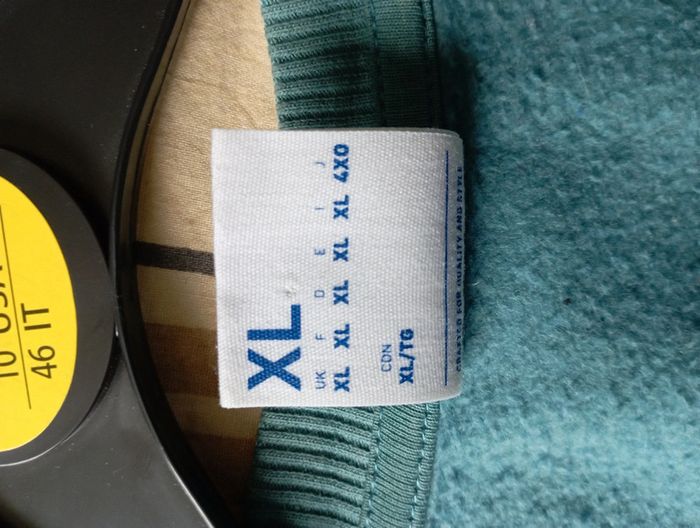 46 IT
XL
UK F D E I J
XL XL XL XL XL 4XO
CDN
XL/TG
CRAFTED FOR QUALITY AND STYLE